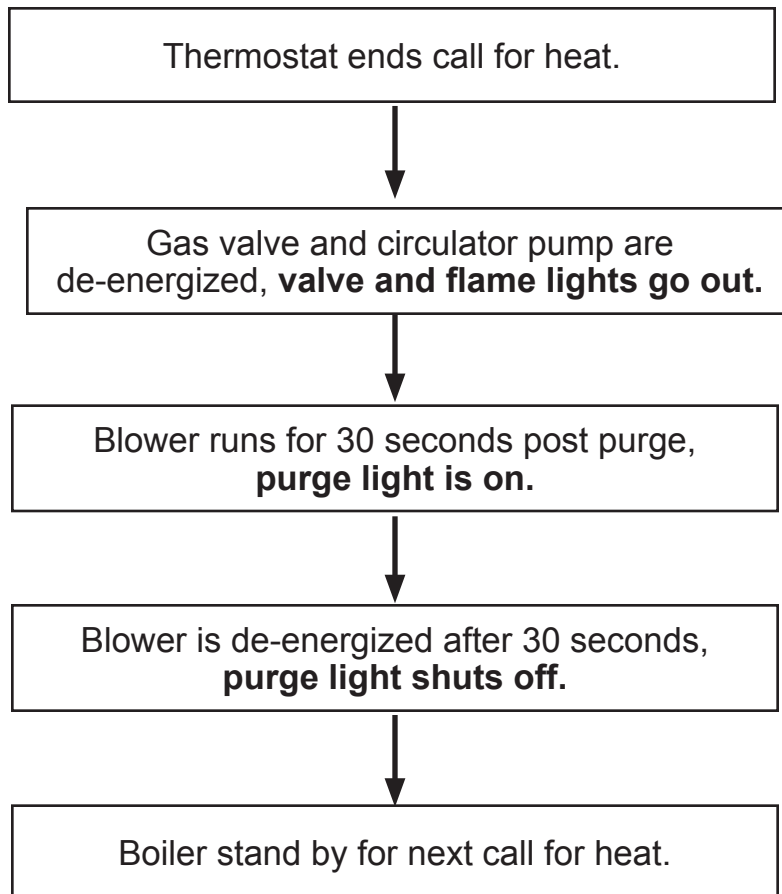 Thermostat ends call for heat.
Gas valve and circulator pump are
de-energized, valve and flame lights go out.
Blower runs for 30 seconds post purge,
purge light is on.
Blower is de-energized after 30 seconds,
purge light shuts off.
Boiler stand by for next call for heat.